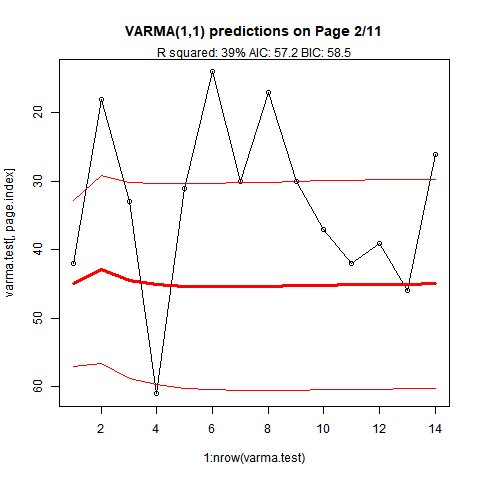 VARMA(1,1) predictions on Page 2/11
R squared: 39% AIC: 57.2 BIC: 58.5
varma.test[, page.index]
20
30
40
50
60
2 4 6 8 10 12 14
1:nrow(varma.test)